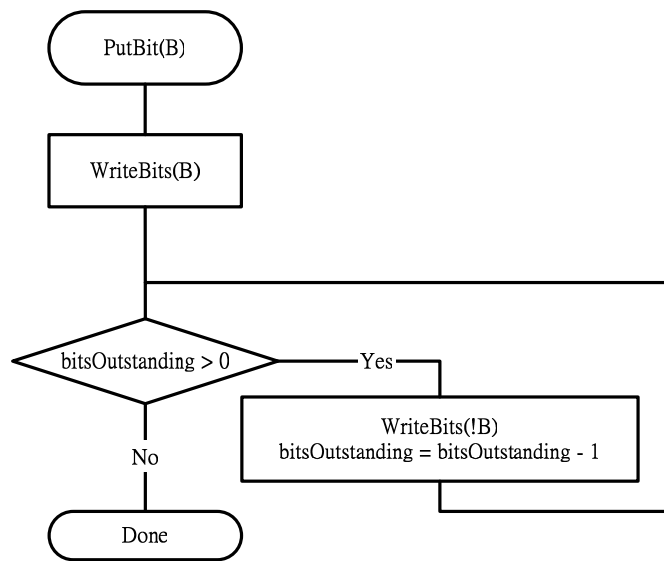 PutBit(B)
WriteBits(B)
bitsOutstanding > 0
Yes
WriteBits(!B)
bitsOutstanding = bitsOutstanding - 1
No
Done